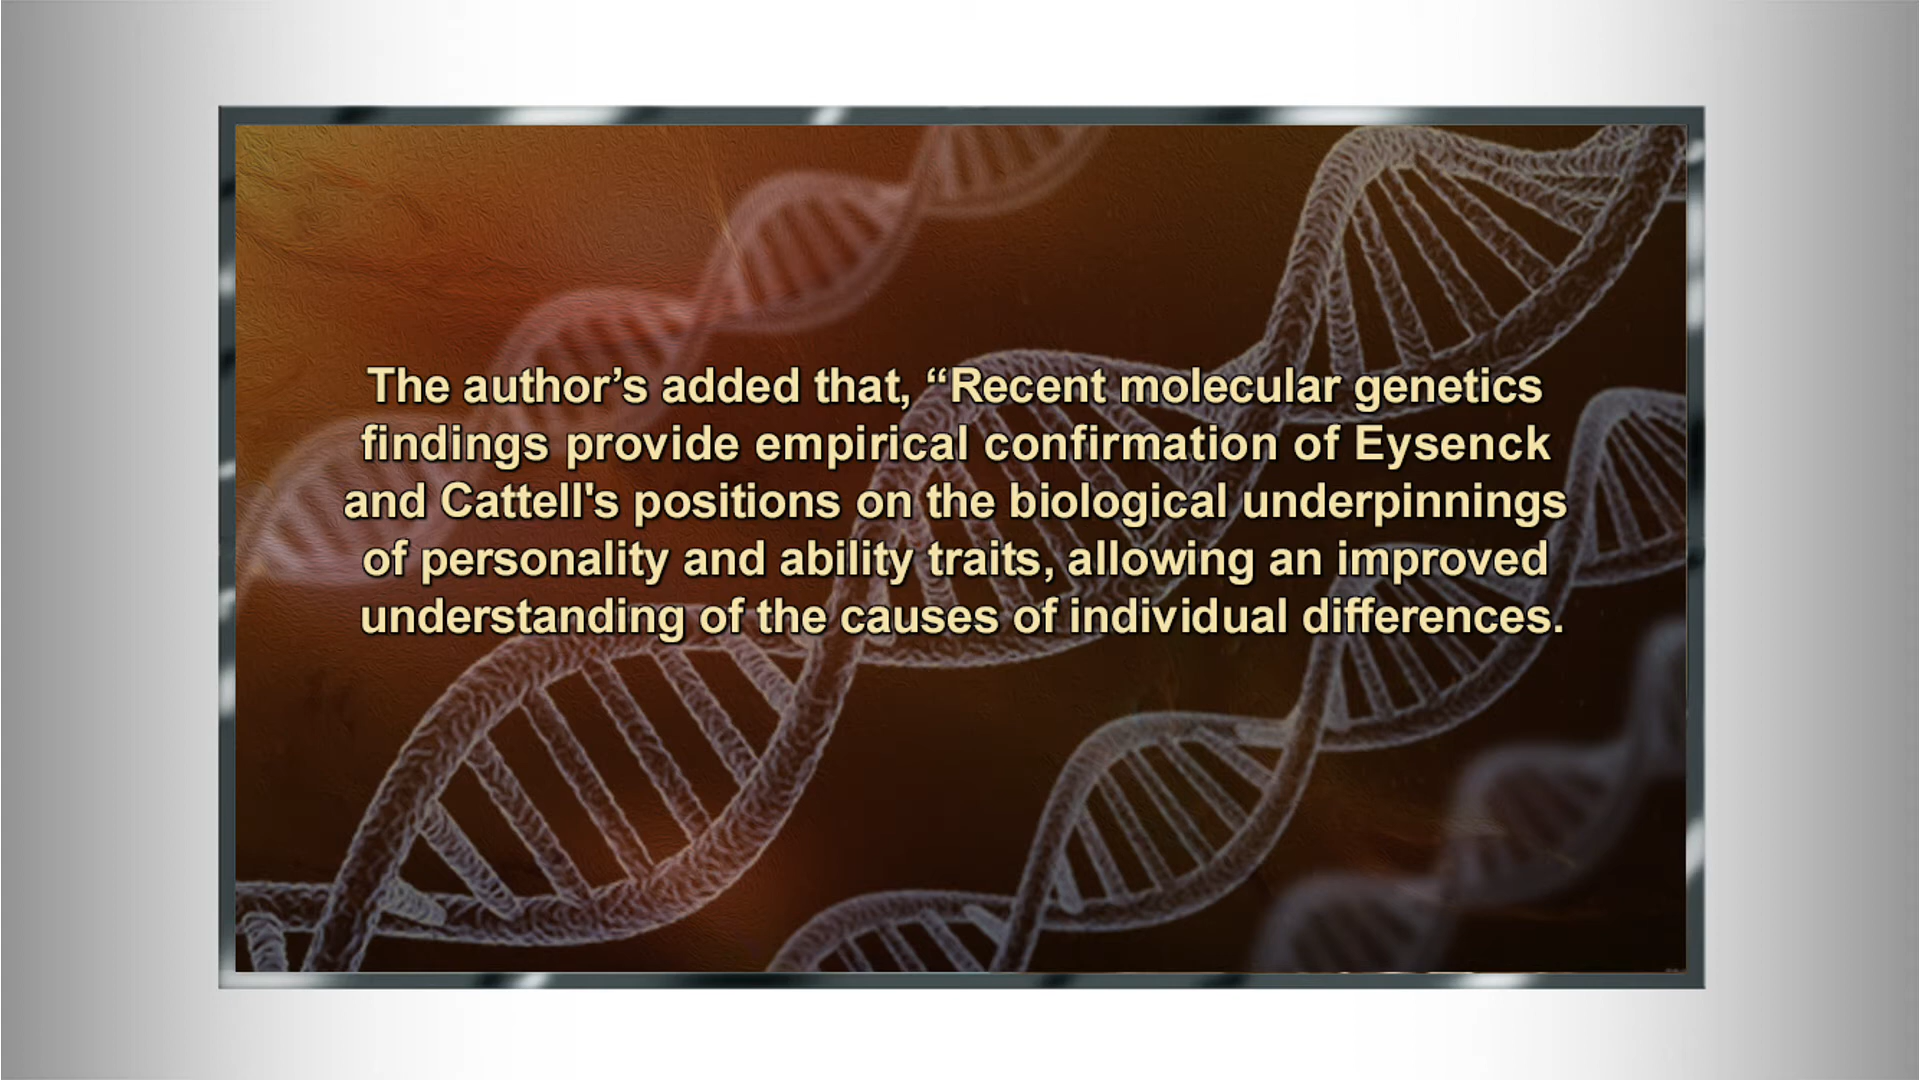 The author’s added that, “Recent molecular genetics
findings provide empirical confirmation of Eysenck
and Cattell's positions on the biological underpinnings
of personality and ability traits, allowing an improved
understanding of the causes of individual differences.